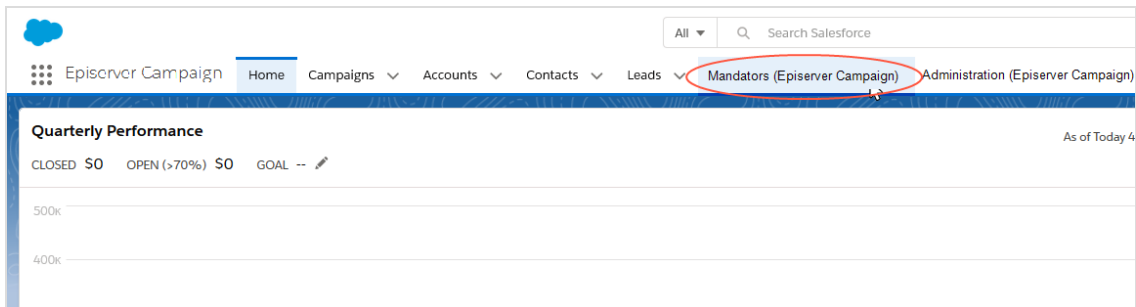 All Search Salesforce
Episerver Campaign Home Campaigns Accounts Contacts Leads Mandators (Episerver Campaign) Administration (Episerver Campaign)
Quarterly Performance
As of Today 4
CLOSED $0 OPEN (>70%) $0 GOAL --
500K
400K